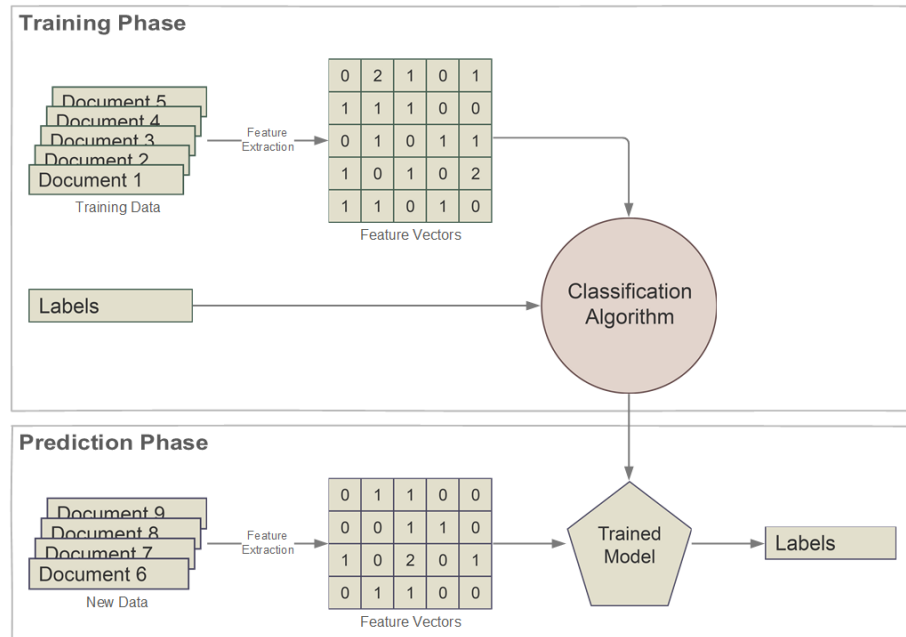 Training Phase
Document 5
Document 4
Document 3
Document 2
Document 1
Training Data
Feature
Extraction
0 2 1 0 1
1 1 1 0 0
0 1 0 1 1
1 0 1 0 2
1 1 0 1 0
Feature Vectors
Labels
Classification
Algorithm
Prediction Phase
Document 9
Document 8
Document 7
Document 6
New Data
Feature
Extraction
0 1 1 0 0
0 0 1 1 0
1 0 2 0 1
0 1 1 0 0
Feature Vectors
Trained
Model
Labels